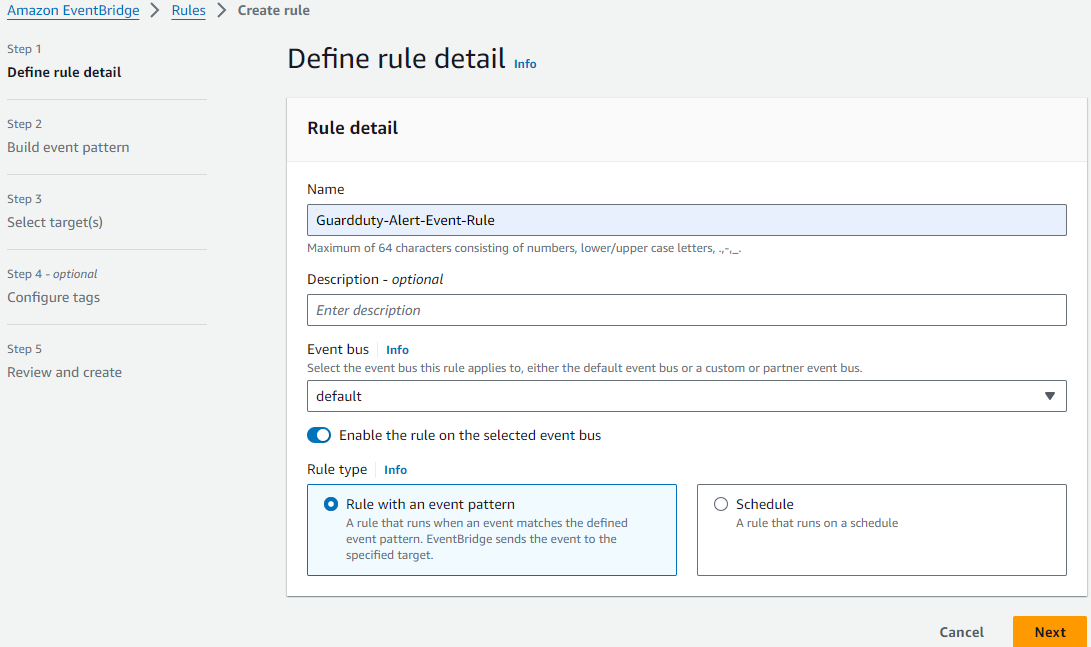 Amazon EventBridge > Rules > Create rule
Step 1
Define rule detail
Step 2
Build event pattern
Step 3
Select target(s)
Step 4 - optional
Configure tags
Step 5
Review and create
Define rule detail Info
Rule detail
Name
Guardduty-Alert-Event-Rule
Maximum of 64 characters consisting of numbers, lower/upper case letters, .,-,_.
Description - optional
Enter description
Event bus Info
Select the event bus this rule applies to, either the default event bus or a custom or partner event bus.
default
Enable the rule on the selected event bus
Rule type Info
Rule with an event pattern
A rule that runs when an event matches the defined
event pattern. EventBridge sends the event to the
specified target.
Schedule
A rule that runs on a schedule
Cancel
Next